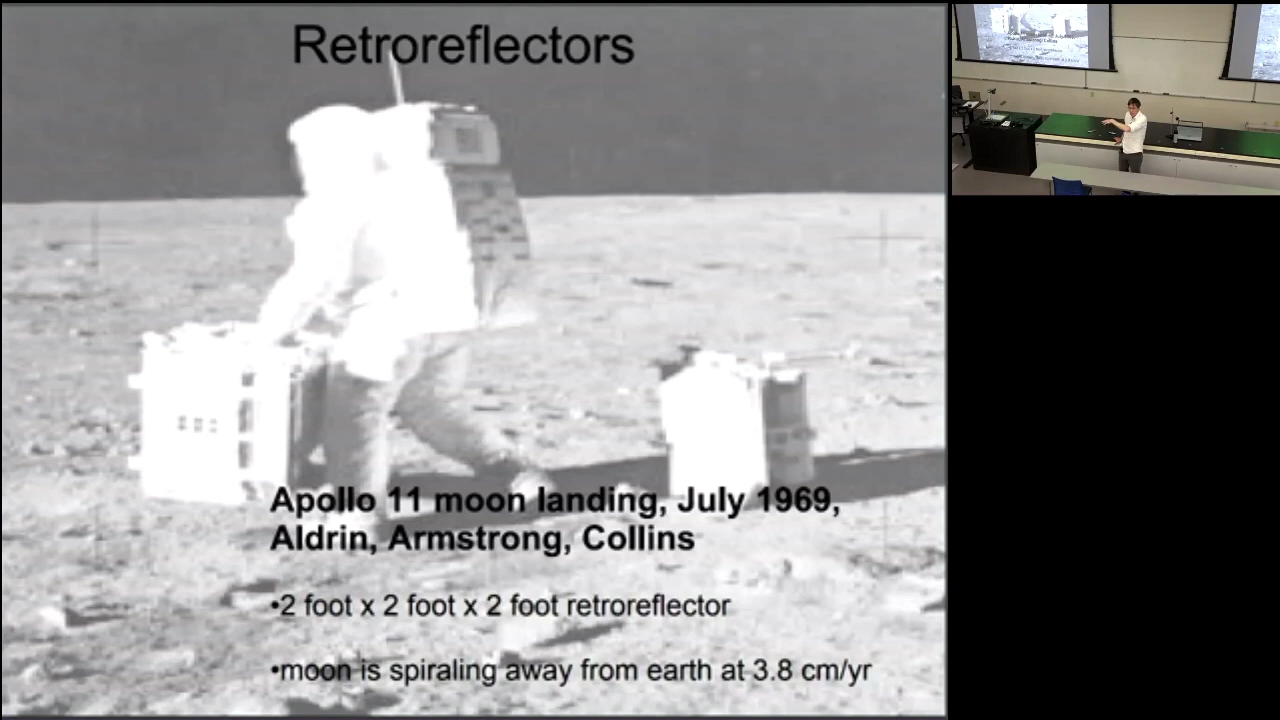 Retroreflectors
Apollo 11 moon landing, July 1969,
Aldrin, Armstrong, Collins
•2 foot x 2 foot x 2 foot retroreflector
•moon is spiraling away from earth at 3.8 cm/yr